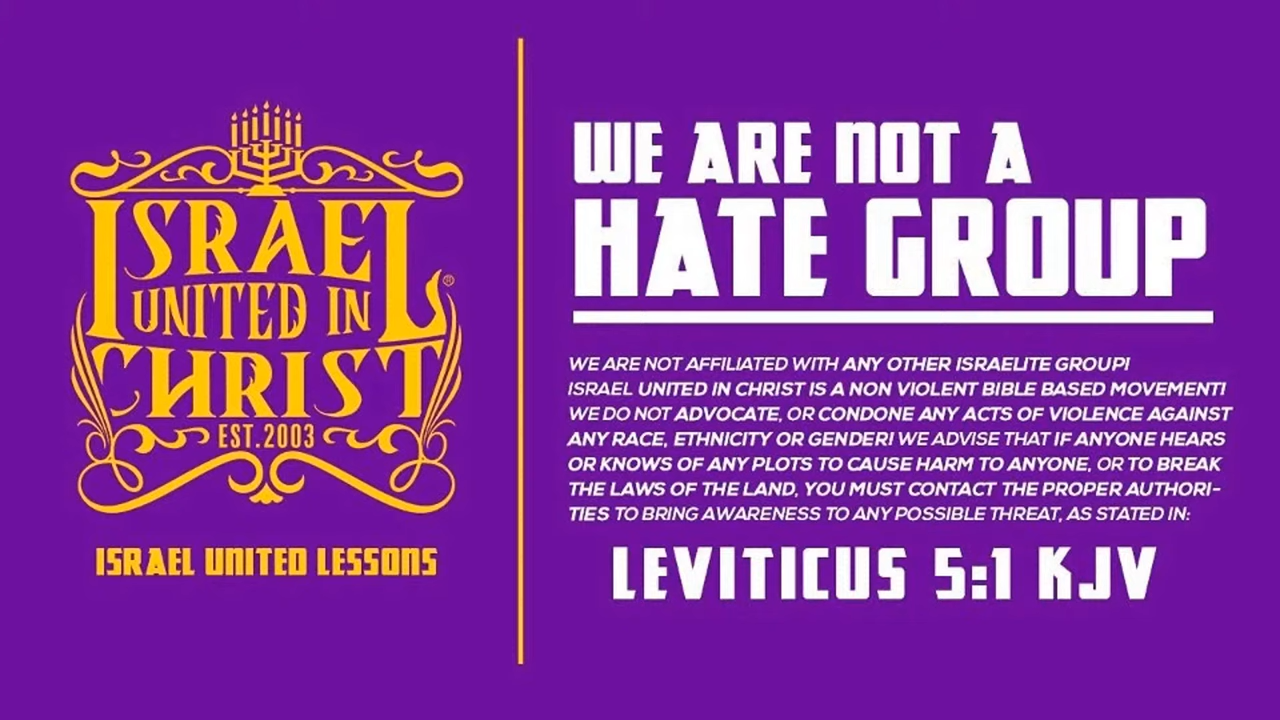 ISRAEL
UNITED IN
CHRIST
EST.2003
ISRAEL UNITED LESSONS
WE ARE NOT A
HATE GROUP
WE ARE NOT AFFILIATED WITH ANY OTHER ISRAELITE GROUP!
ISRAEL UNITED IN CHRIST IS A NON VIOLENT BIBLE BASED MOVEMENT!
WE DO NOT ADVOCATE, OR CONDONE ANY ACTS OF VIOLENCE AGAINST
ANY RACE, ETHNICITY OR GENDER! WE ADVISE THAT IF ANYONE HEARS
OR KNOWS OF ANY PLOTS TO CAUSE HARM TO ANYONE, OR TO BREAK
THE LAWS OF THE LAND, YOU MUST CONTACT THE PROPER AUTHORI-
TIES TO BRING AWARENESS TO ANY POSSIBLE THREAT, AS STATED IN:
LEVITICUS 5:1 KJV